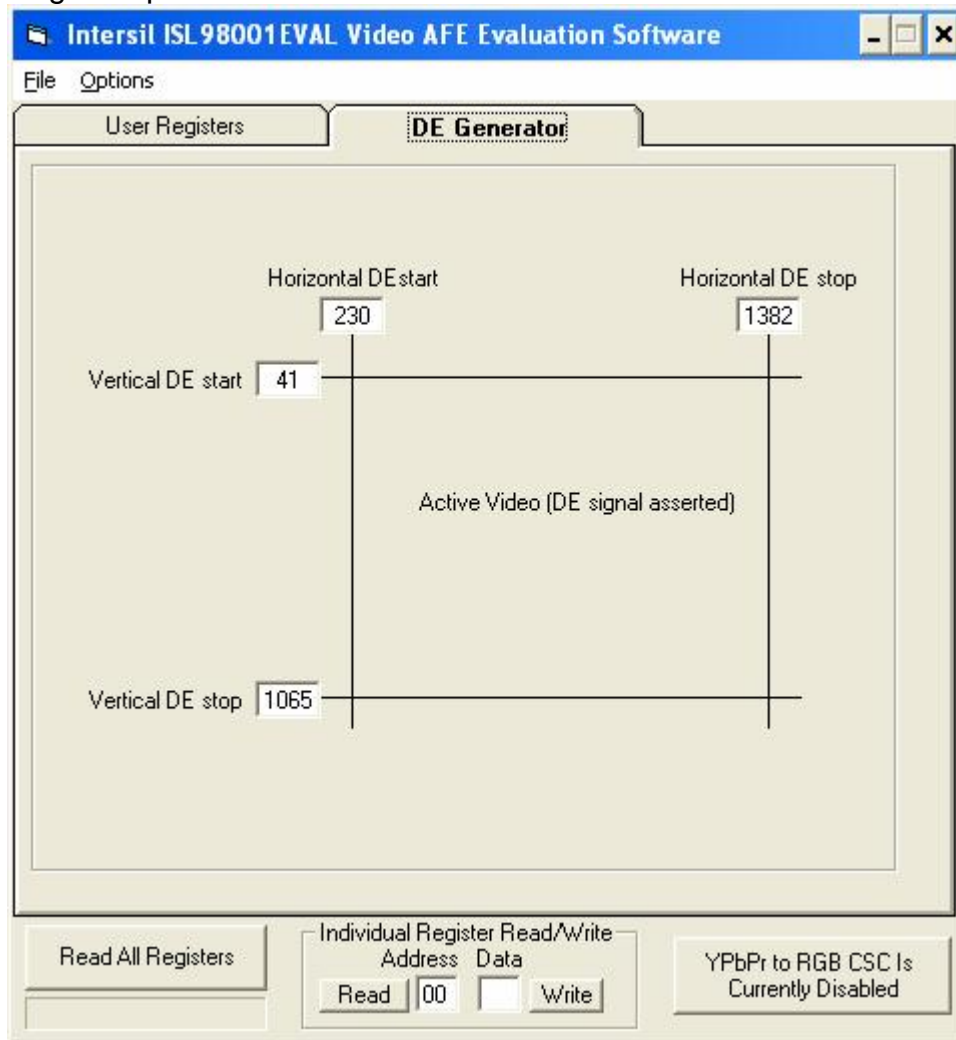 Intersil ISL98001EVAL Video AFE Evaluation Software
File Options
User Registers DE Generator
Horizontal DE start Horizontal DE stop
230 1382
Vertical DE start 41
Active Video (DE signal asserted)
Vertical DE stop 1065
Individual Register Read/Write
Read All Registers Address Data YPbPr to RGB CSC Is
Read 00 Write Currently Disabled